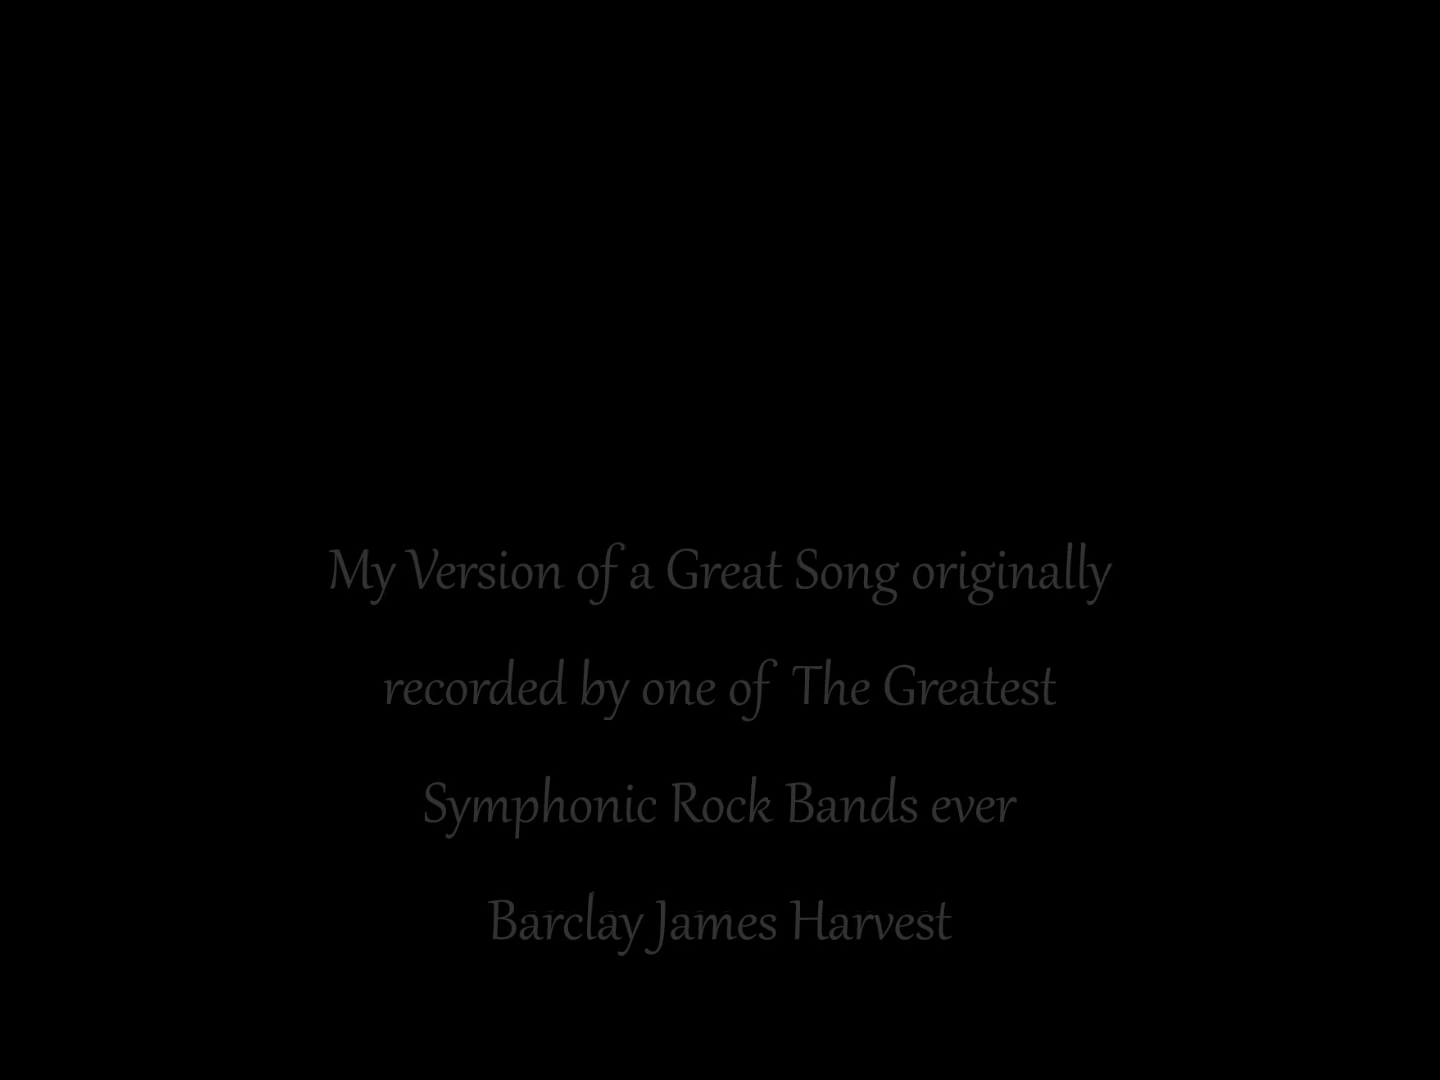 My Version of a Great Song originally
recorded by one of The Greatest
Symphonic Rock Bands ever
Barclay James Harvest